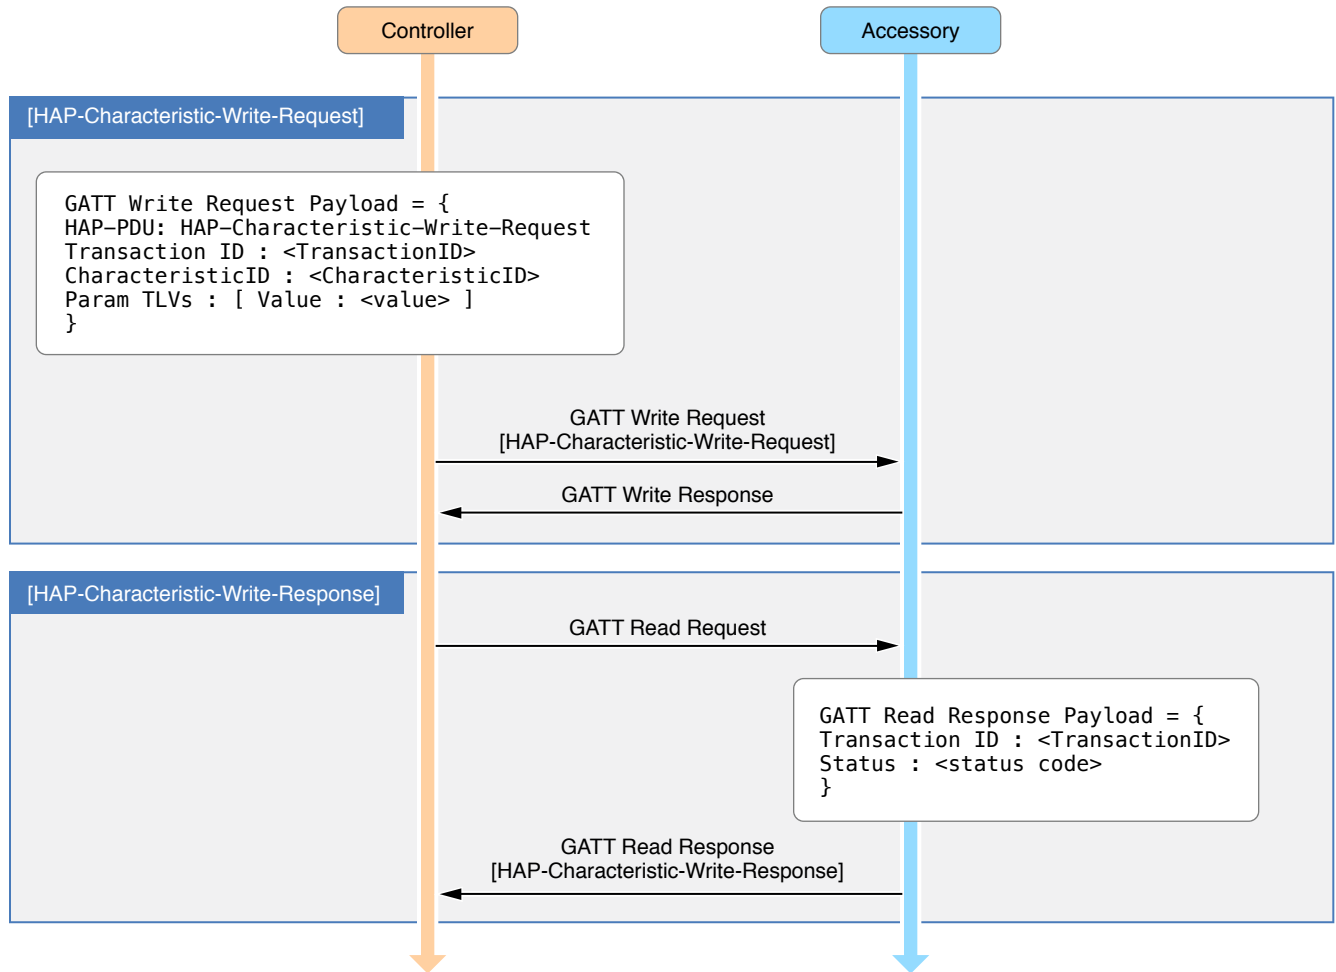 Controller
Accessory
[HAP-Characteristic-Write-Request]
GATT Write Request Payload = {
HAP-PDU: HAP-Characteristic-Write-Request
Transaction ID : <TransactionID>
CharacteristicID : <CharacteristicID>
Param TLVs : [ Value : <value> ]
}
GATT Write Request
[HAP-Characteristic-Write-Request]
GATT Write Response
[HAP-Characteristic-Write-Response]
GATT Read Request
GATT Read Response Payload = {
Transaction ID : <TransactionID>
Status : <status code>
}
GATT Read Response
[HAP-Characteristic-Write-Response]